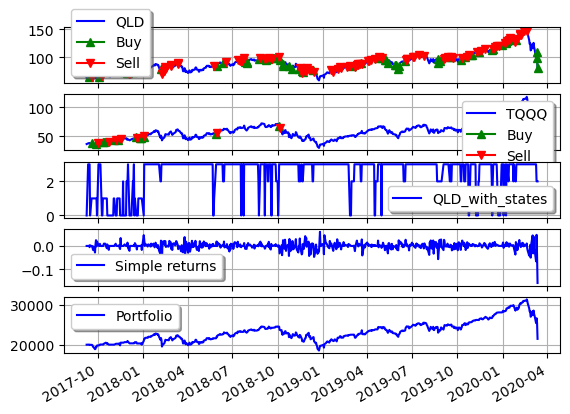 150
100
QLD
Buy
Sell
100
50
TQQQ
Buy
Sell
2
0
QLD_with_states
0.0
−0.1
Simple returns
30000
20000
Portfolio
2017-10
2018-01
2018-04
2018-07
2018-10
2019-01
2019-04
2019-07
2019-10
2020-01
2020-04